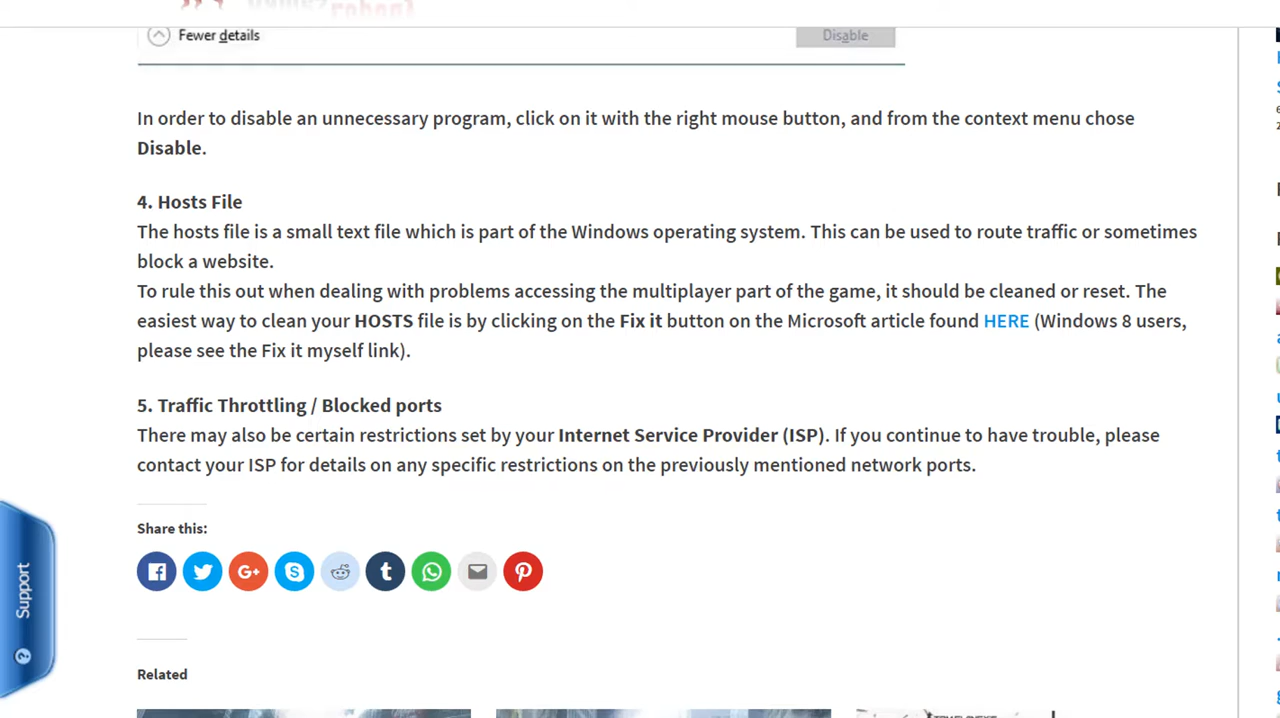 Fewer details
Disable
In order to disable an unnecessary program, click on it with the right mouse button, and from the context menu chose
Disable.
4. Hosts File
The hosts file is a small text file which is part of the Windows operating system. This can be used to route traffic or sometimes
block a website.
To rule this out when dealing with problems accessing the multiplayer part of the game, it should be cleaned or reset. The
easiest way to clean your HOSTS file is by clicking on the Fix it button on the Microsoft article found HERE (Windows 8 users,
please see the Fix it myself link).
5. Traffic Throttling / Blocked ports
There may also be certain restrictions set by your Internet Service Provider (ISP). If you continue to have trouble, please
contact your ISP for details on any specific restrictions on the previously mentioned network ports.
Share this:
G+
Support
Related